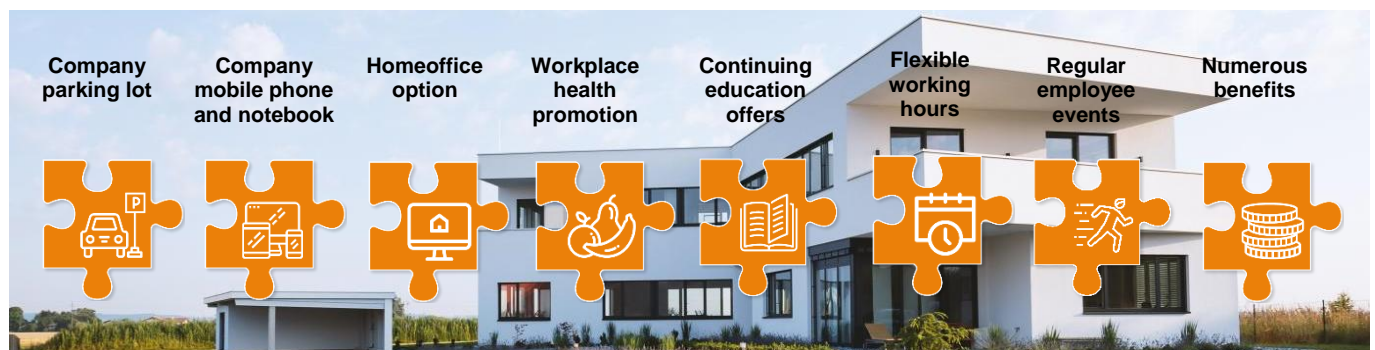 Company
parking lot
Company
mobile phone
and notebook
Homeoffice
option
Workplace
health
promotion
Continuing
education
offers
Flexible
working
hours
Regular
employee
events
Numerous
benefits
P